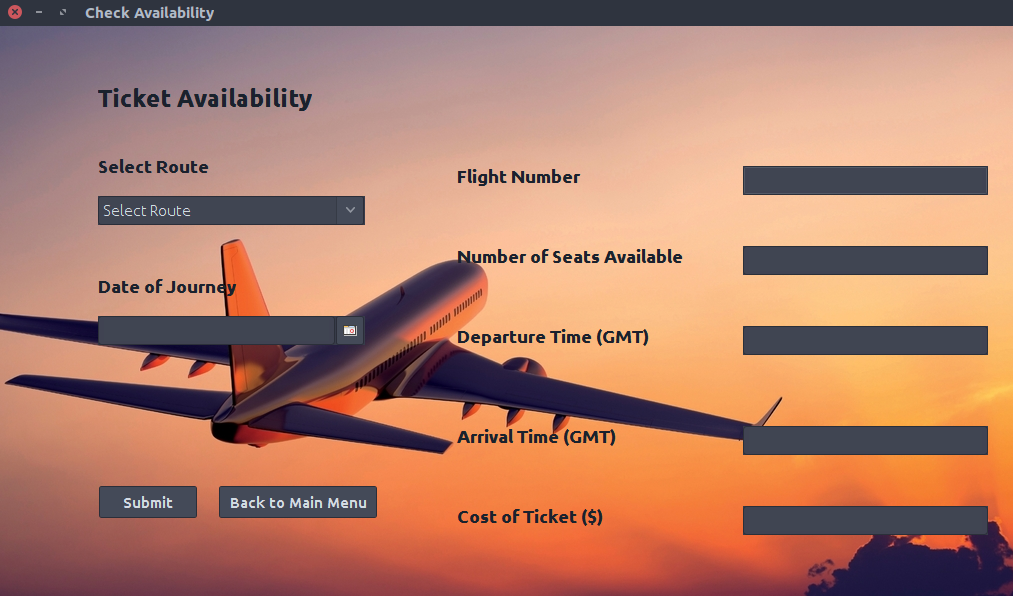 Check Availability
Ticket Availability
Select Route
Select Route
Date of Journey
Submit
Back to Main Menu
Flight Number
Number of Seats Available
Departure Time (GMT)
Arrival Time (GMT)
Cost of Ticket ($)